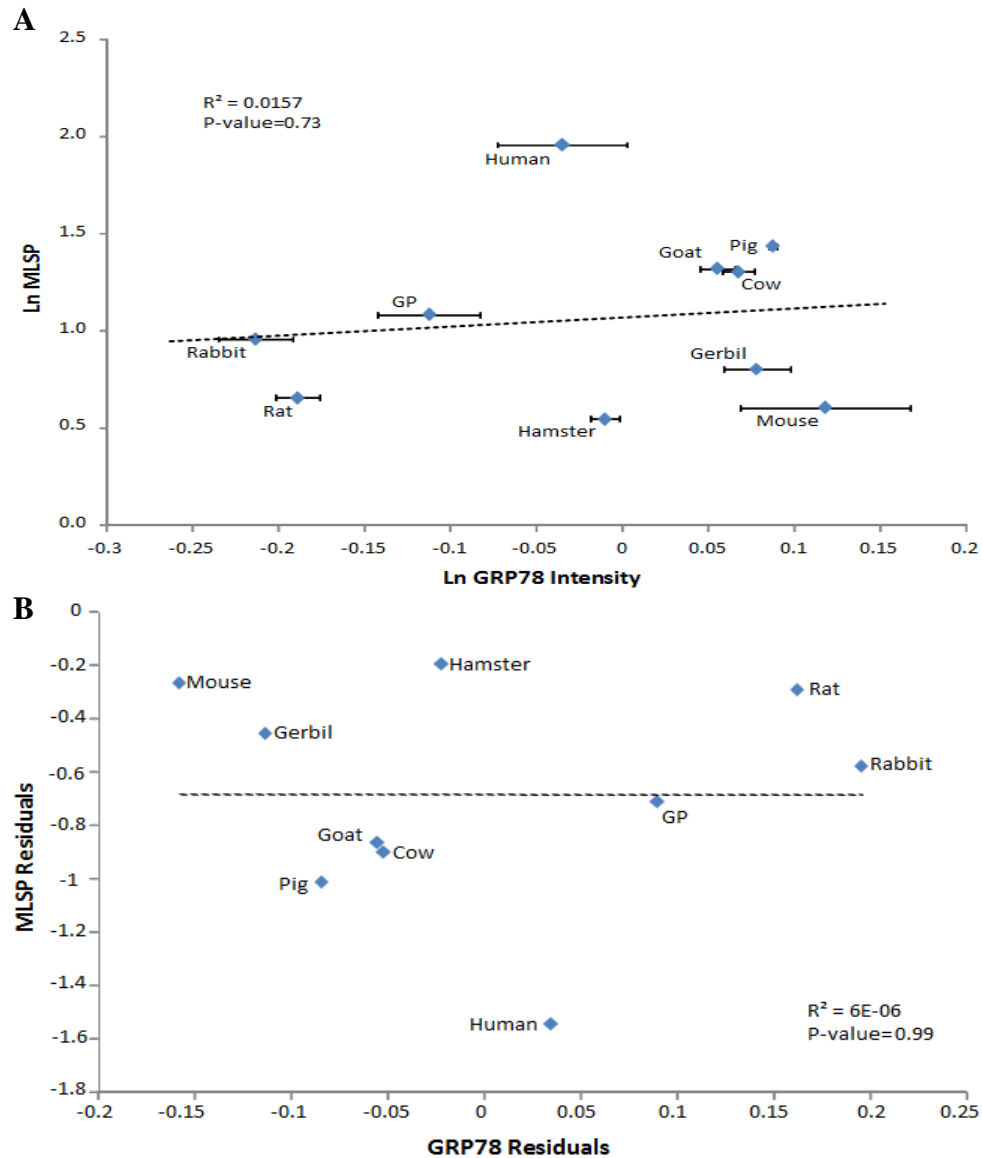 A
2.5
R² = 0.0157
P-value=0.73
2.0
Human
1.5
Pig
Goat
Cow
Ln MLSP
GP
1.0
Rabbit
Gerbil
Rat
Mouse
0.5
Hamster
0.0
-0.3 -0.25 -0.2 -0.15 -0.1 -0.05 0 0.05 0.1 0.15 0.2
Ln GRP78 Intensity
B
0
-0.2
Hamster
Mouse
Rat
-0.4
Gerbil
-0.6
Rabbit
GP
MLSP Residuals
-0.8
Goat
Cow
-1
Pig
-1.2
-1.4
R² = 6E-06
Human
P-value=0.99
-1.6
-1.8
-0.2 -0.15 -0.1 -0.05 0 0.05 0.1 0.15 0.2 0.25
GRP78 Residuals